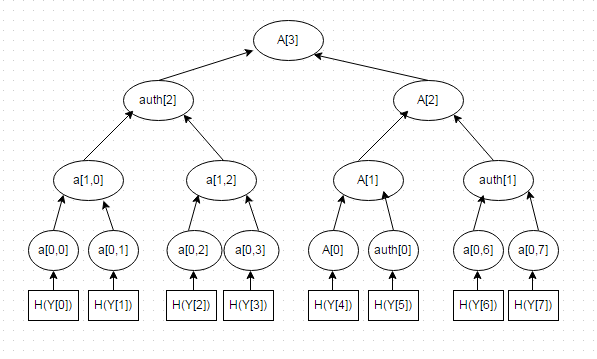 A[3]
auth[2]
A[2]
a[1,0]
a[1,2]
A[1]
auth[1]
a[0,0]
a[0,1]
a[0,2]
a[0,3]
A[0]
auth[0]
a[0,6]
a[0,7]
H(Y[0])
H(Y[1])
H(Y[2])
H(Y[3])
H(Y[4])
H(Y[5])
H(Y[6])
H(Y[7])